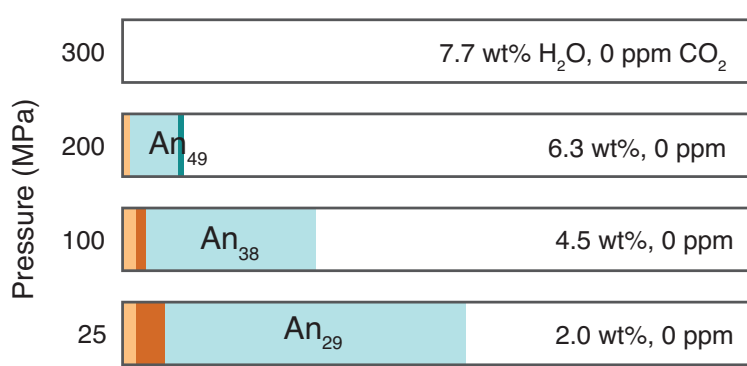 Pressure (MPa)
300 7.7 wt% H₂O, 0 ppm CO₂
200 An₄₉ 6.3 wt%, 0 ppm
100 An₃₈ 4.5 wt%, 0 ppm
25 An₂₉ 2.0 wt%, 0 ppm